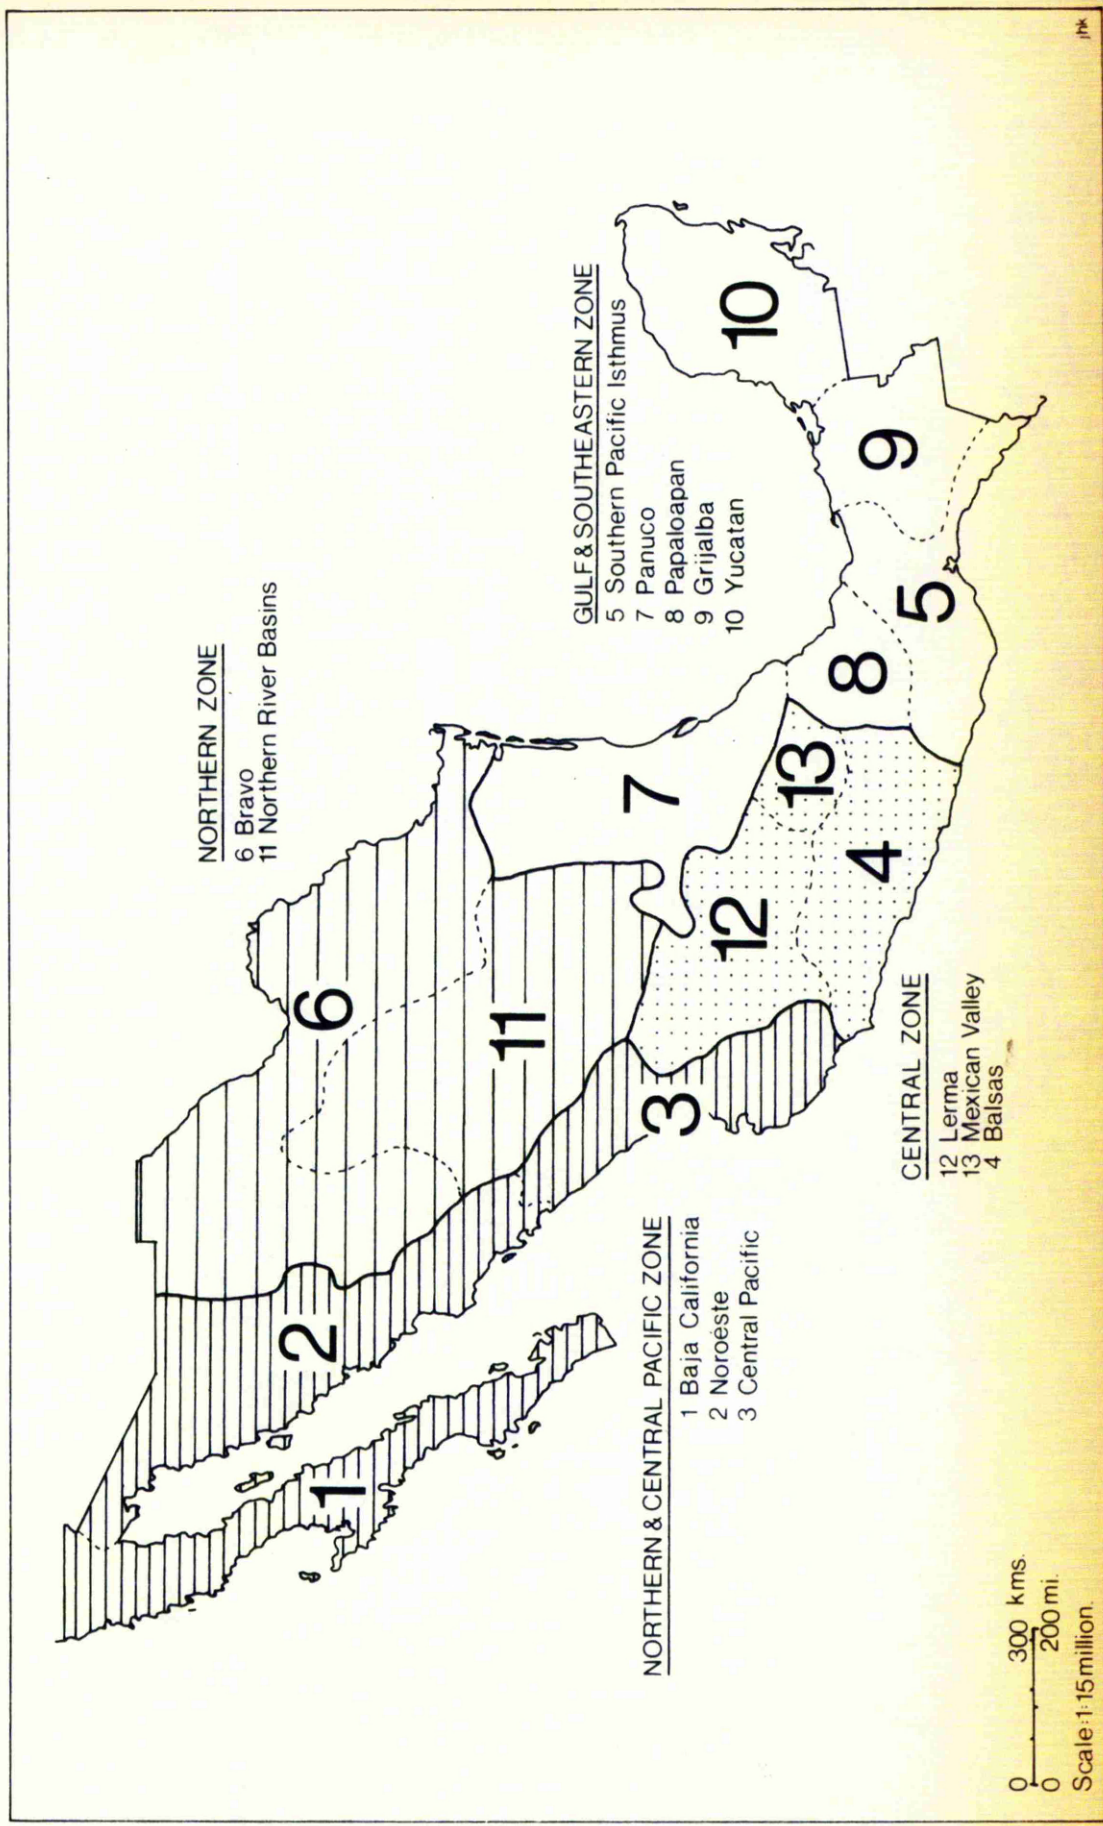 NORTHERN ZONE
6 Bravo
11 Northern River Basins
GULF & SOUTHEASTERN ZONE
5 Southern Pacific Isthmus
7 Panuco
8 Papaloapan
9 Grijalba
10 Yucatan
NORTHERN & CENTRAL PACIFIC ZONE
1 Baja California
2 Noroéste
3 Central Pacific
CENTRAL ZONE
12 Lerma
13 Mexican Valley
4 Balsas
1
2
3
4
5
6
7
8
9
10
11
12
13
0 300 kms.
0 200 mi.
Scale: 1:15 million.
jhk